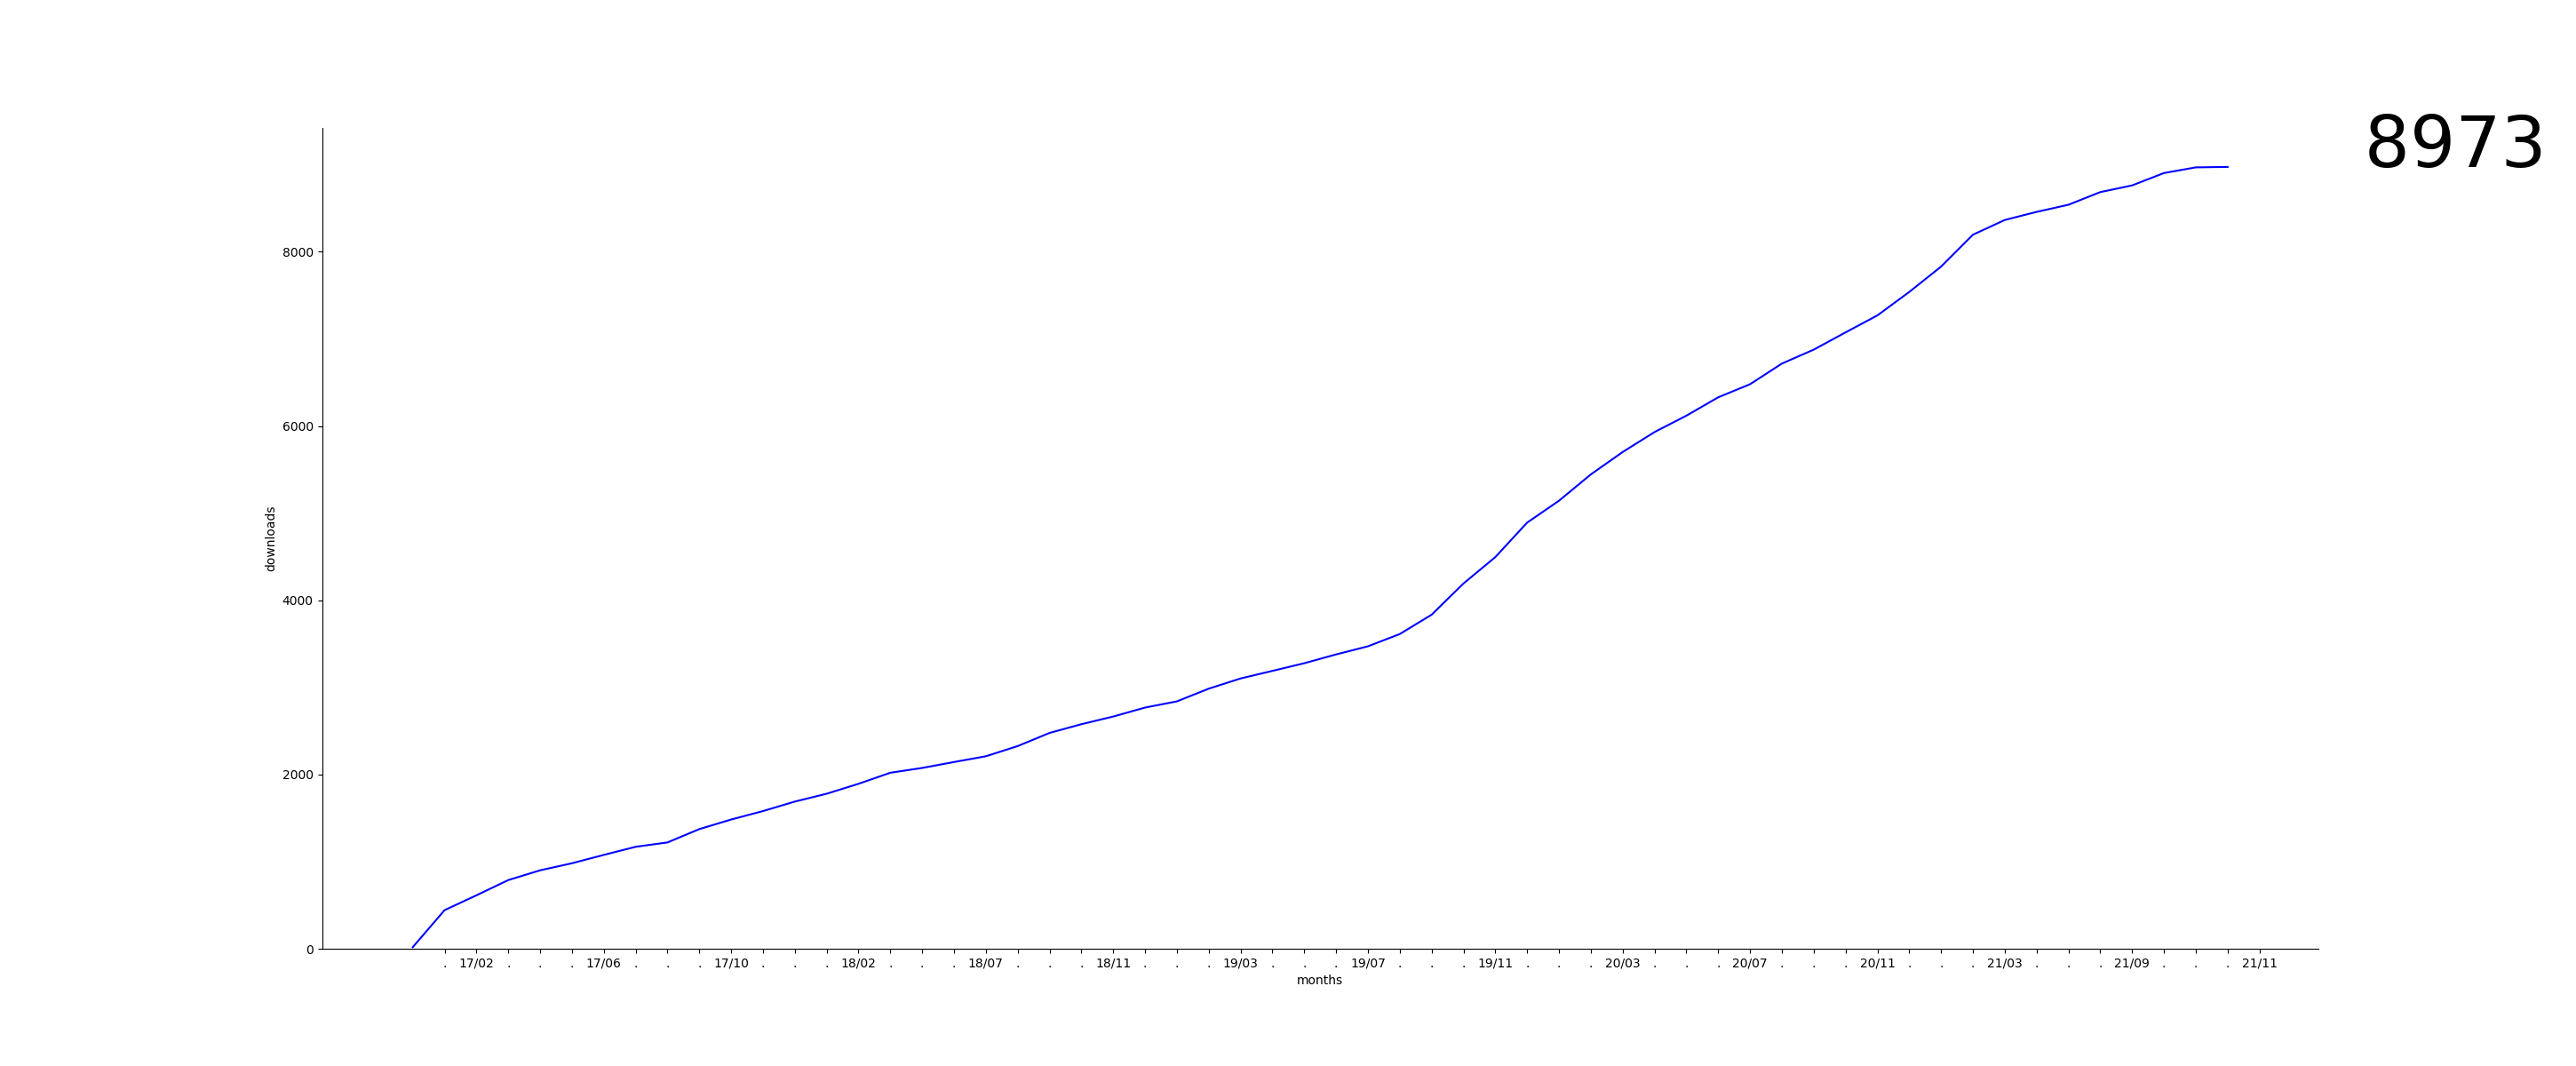 8973
8000
6000
downloads
4000
2000
0
. 17/02 . . . 17/06 . . . 17/10 . . . 18/02 . . . 18/07 . . . 18/11 . . . 19/03 . . . 19/07 . . . 19/11 . . . 20/03 . . . 20/07 . . . 20/11 . . . 21/03 . . . 21/09 . . . 21/11
months